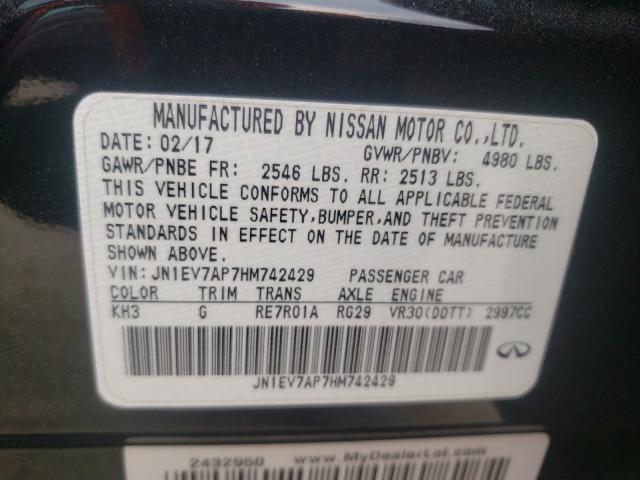 MANUFACTURED BY NISSAN MOTOR CO.,LTD.
DATE: 02/17 GVWR/PNBV: 4980 LBS.
GAWR/PNBE FR: 2546 LBS. RR: 2513 LBS.
THIS VEHICLE CONFORMS TO ALL APPLICABLE FEDERAL
MOTOR VEHICLE SAFETY,BUMPER,AND THEFT PREVENTION
STANDARDS IN EFFECT ON THE DATE OF MANUFACTURE
SHOWN ABOVE.
VIN: JN1EV7AP7HM742429 PASSENGER CAR
COLOR TRIM TRANS AXLE ENGINE
KH3 G RE7R01A RG29 VR30(DDTT) 2997CC
JN1EV7AP7HM742429
2432960 www.MyDealerLot.com